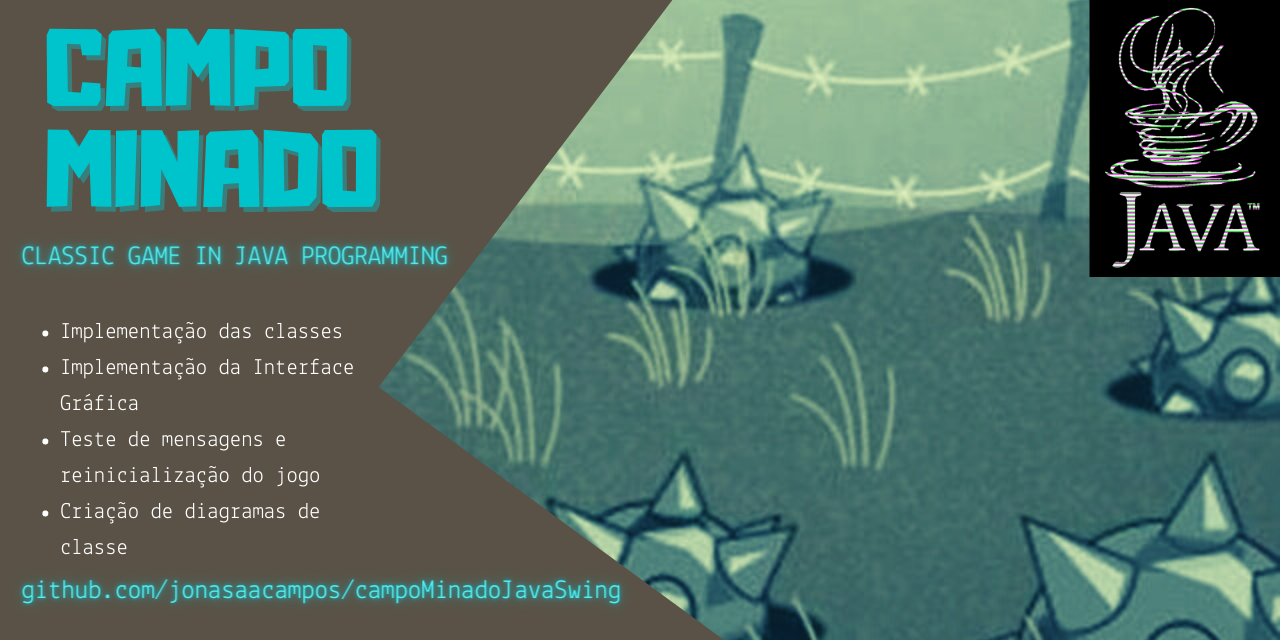 CAMPO
MINADO
CLASSIC GAME IN JAVA PROGRAMMING
• Implementação das classes
• Implementação da Interface
Gráfica
• Teste de mensagens e
reinicialização do jogo
• Criação de diagramas de
classe
github.com/jonasaacampos/campoMinadoJavaSwing
JAVA™